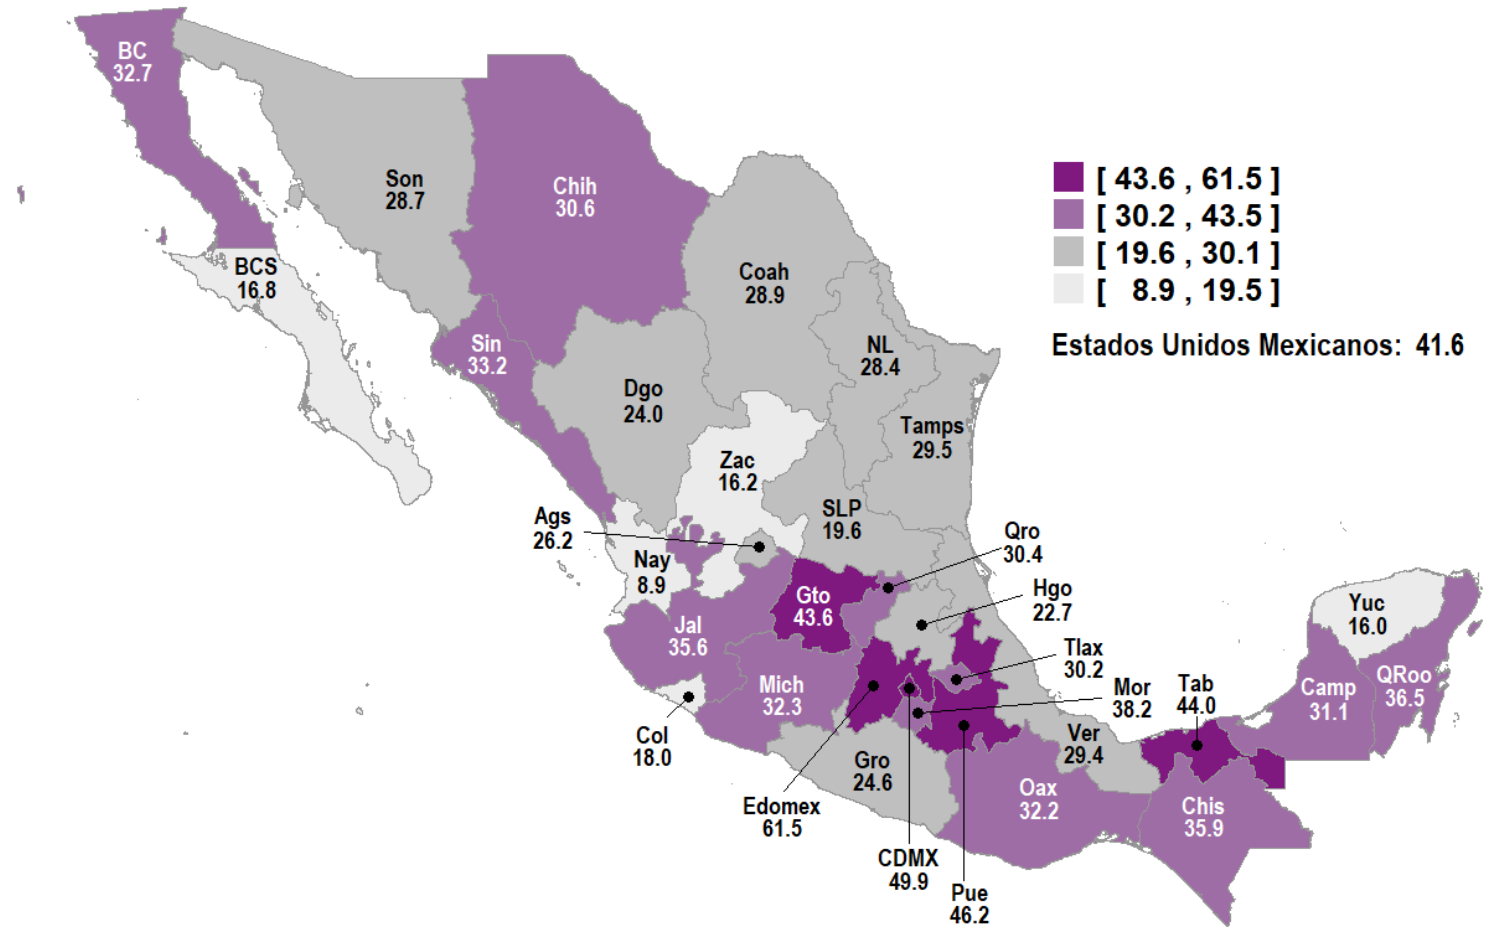 BC
32.7
Son
28.7
Chih
30.6
[ 43.6 , 61.5 ]
[ 30.2 , 43.5 ]
[ 19.6 , 30.1 ]
[ 8.9 , 19.5 ]
Estados Unidos Mexicanos: 41.6
BCS
16.8
Coah
28.9
Sin
33.2
NL
28.4
Dgo
24.0
Tamps
29.5
Zac
16.2
SLP
19.6
Ags
26.2
Qro
30.4
Nay
8.9
Gto
43.6
Hgo
22.7
Yuc
16.0
Jal
35.6
Tlax
30.2
Mich
32.3
Mor
38.2
Tab
44.0
Camp
31.1
QRoo
36.5
Col
18.0
Ver
29.4
Gro
24.6
Edomex
61.5
Oax
32.2
Chis
35.9
CDMX
49.9
Pue
46.2